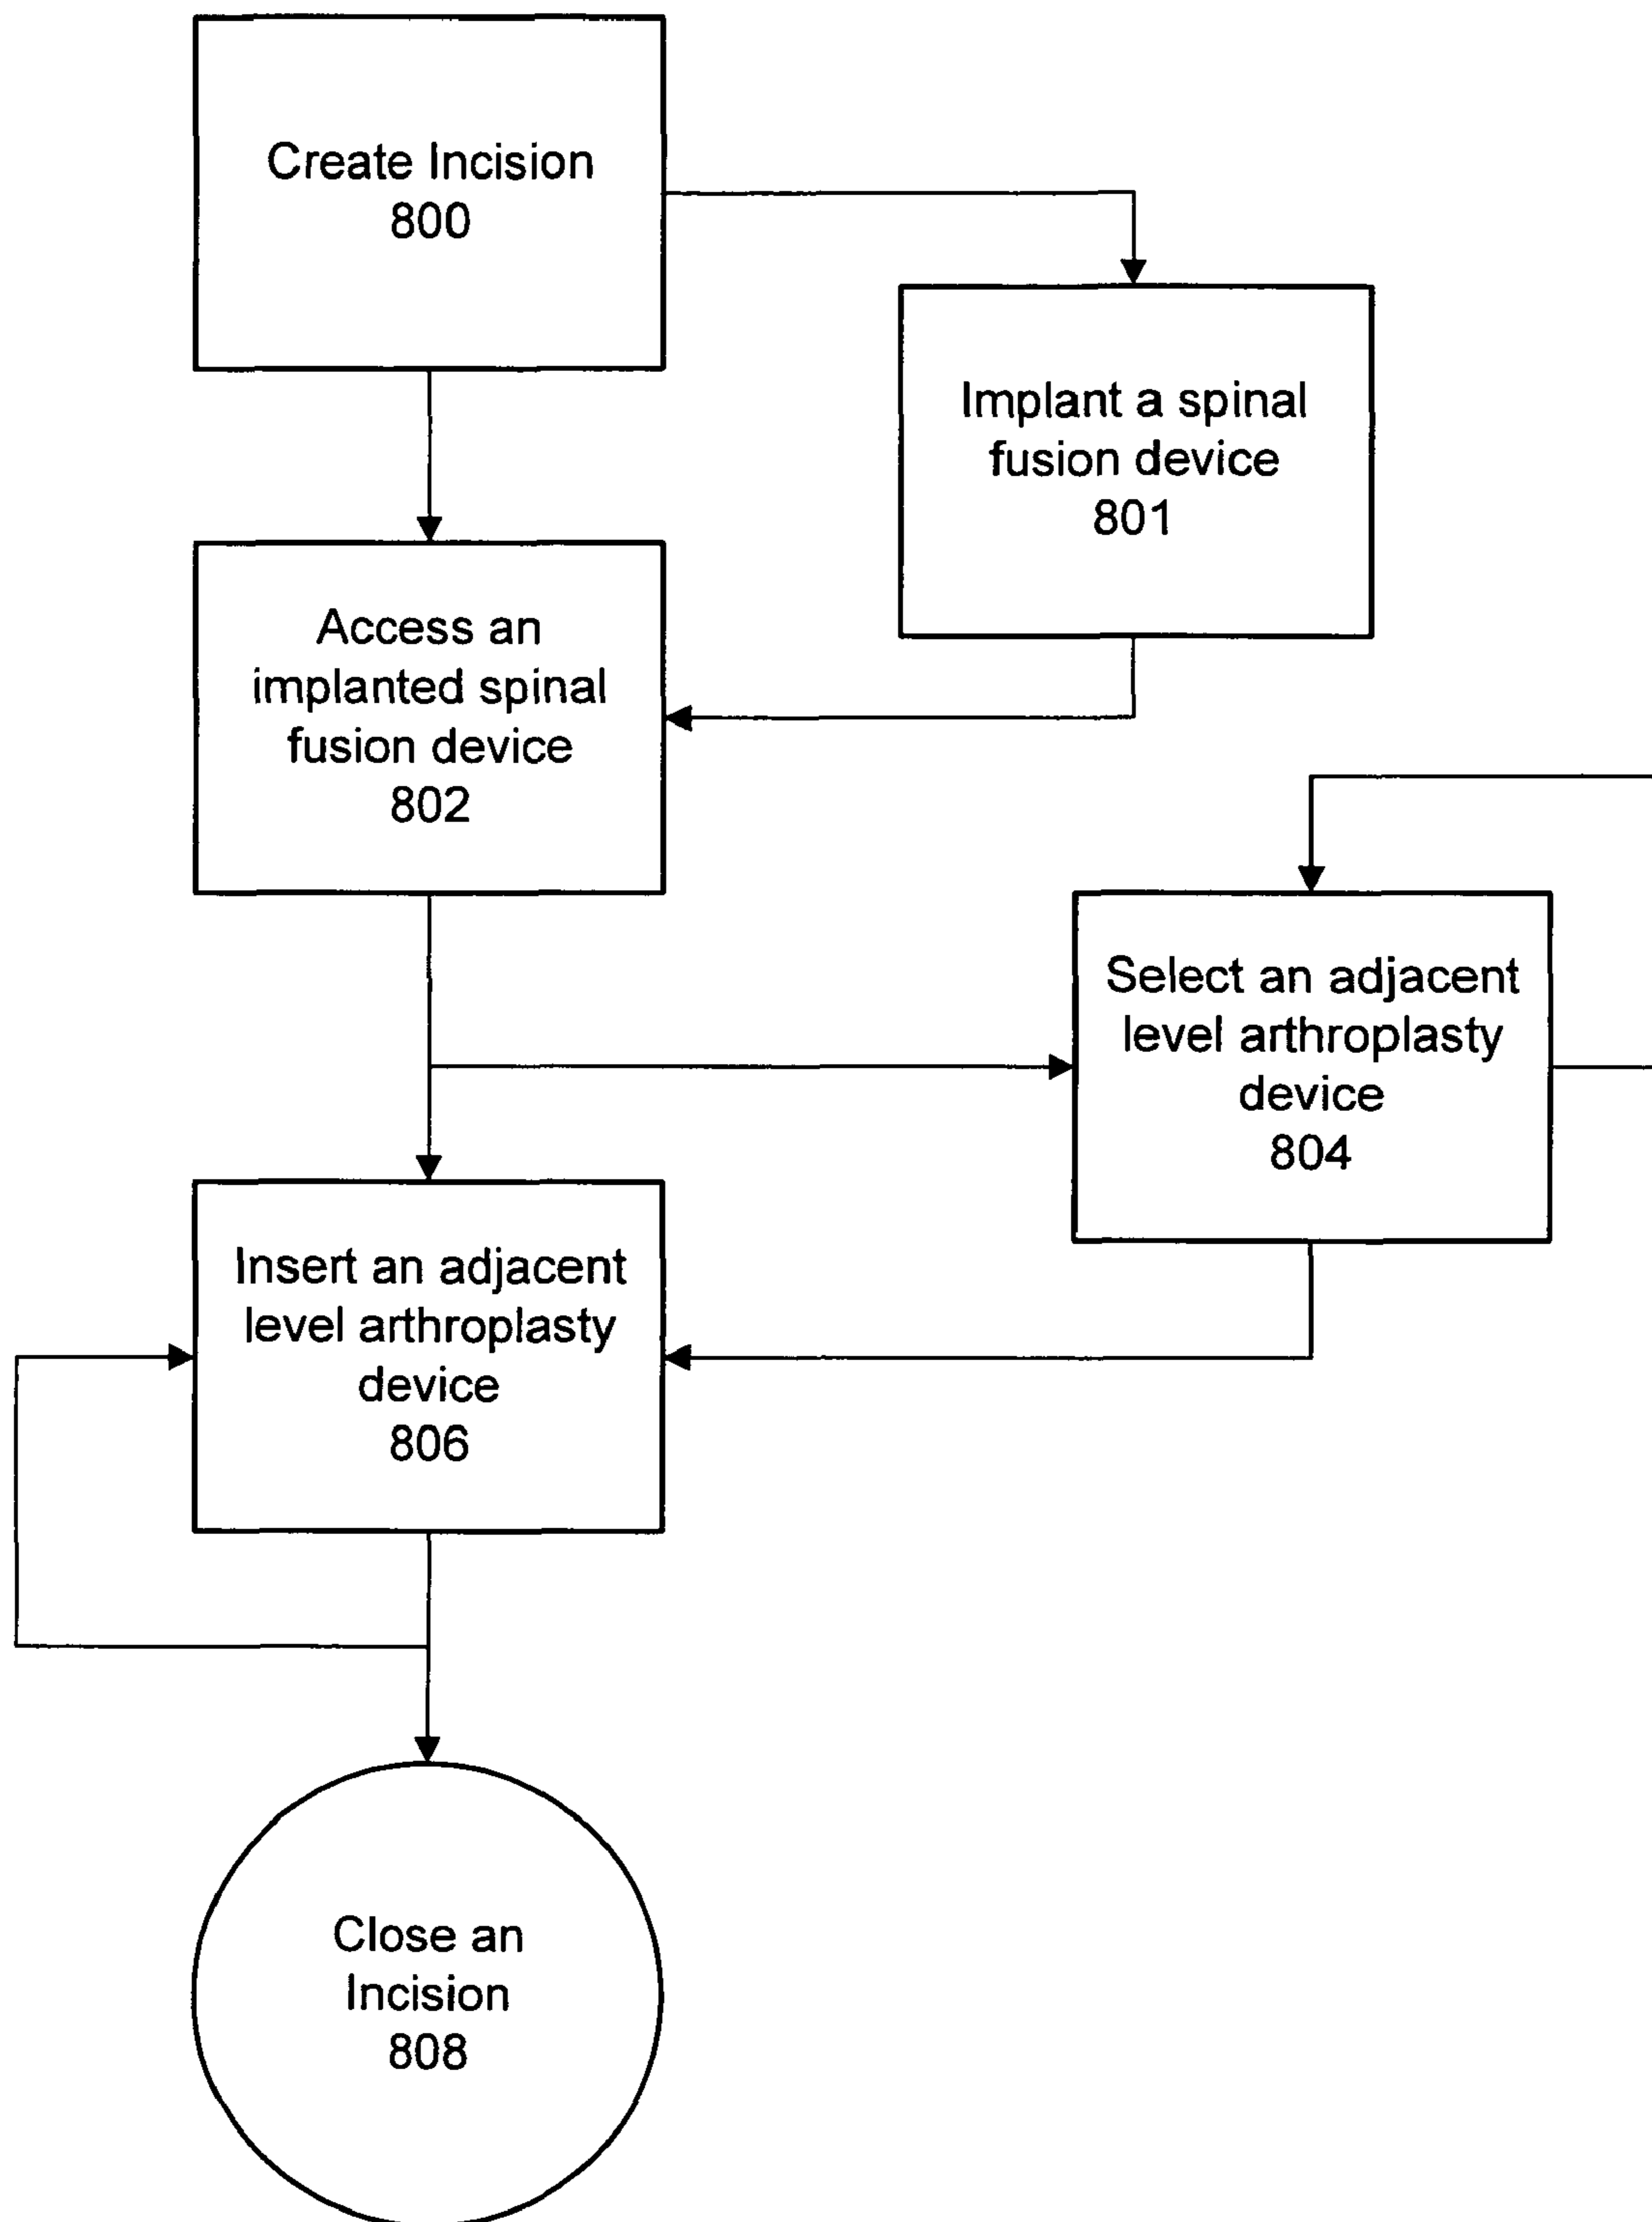 Create Incision
800
Implant a spinal
fusion device
801
Access an
implanted spinal
fusion device
802
Select an adjacent
level arthroplasty
device
804
Insert an adjacent
level arthroplasty
device
806
Close an
Incision
808